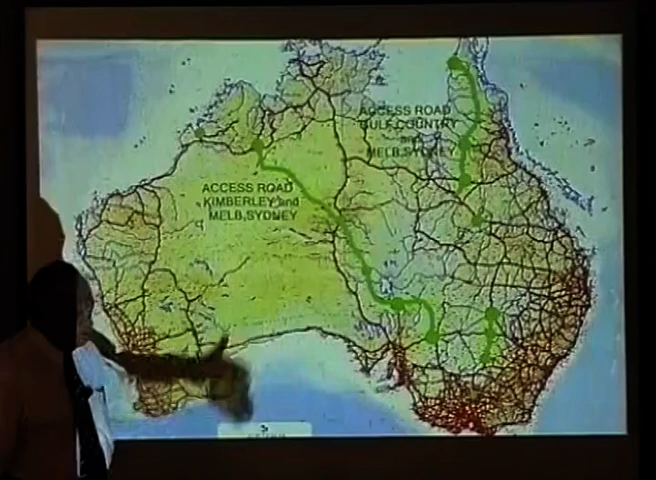 ACCESS ROAD
GULF COUNTRY
and
MELB,SYDNEY
ACCESS ROAD
KIMBERLEY and
MELB,SYDNEY